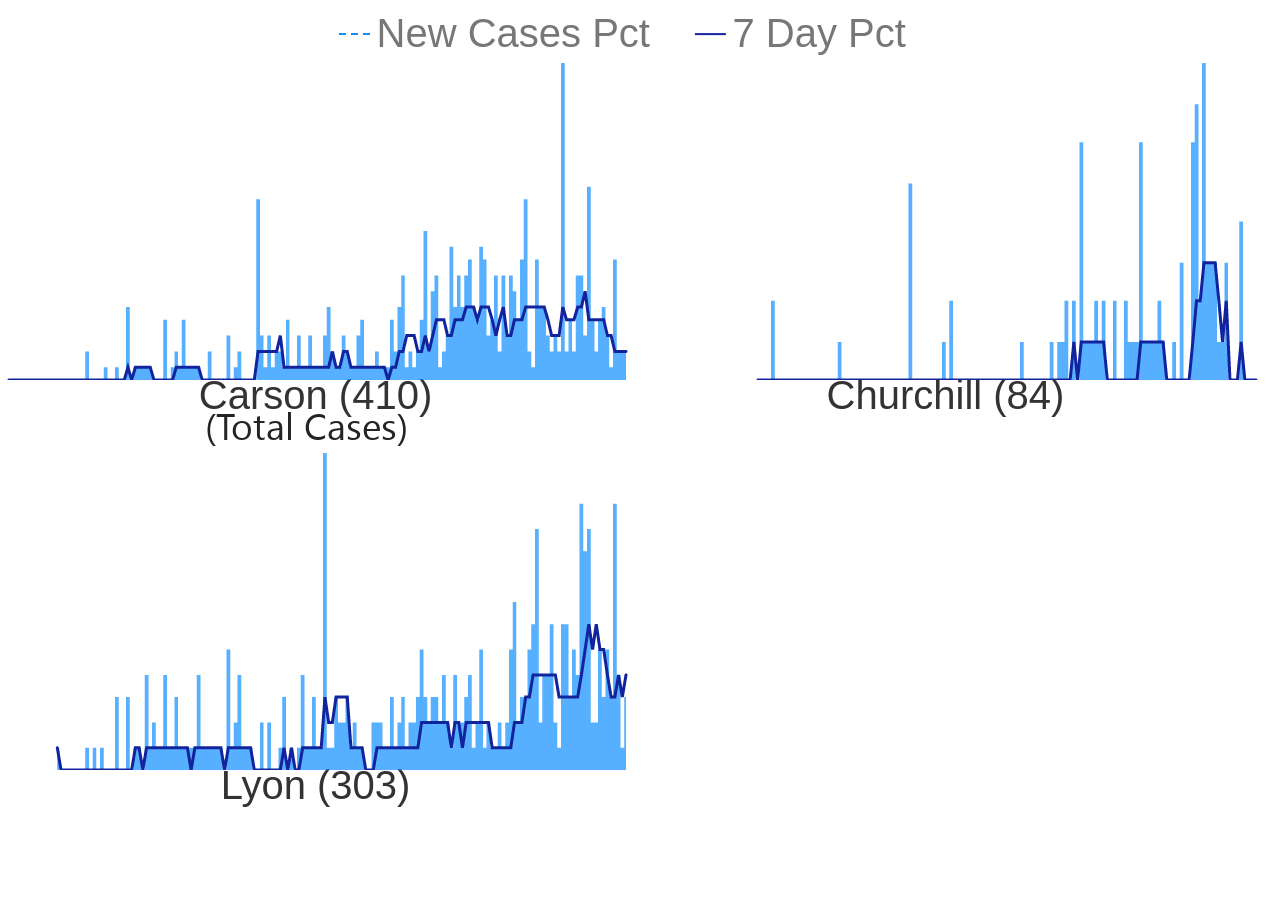 New Cases Pct 7 Day Pct
Carson (410)
(Total Cases)
Churchill (84)
Lyon (303)